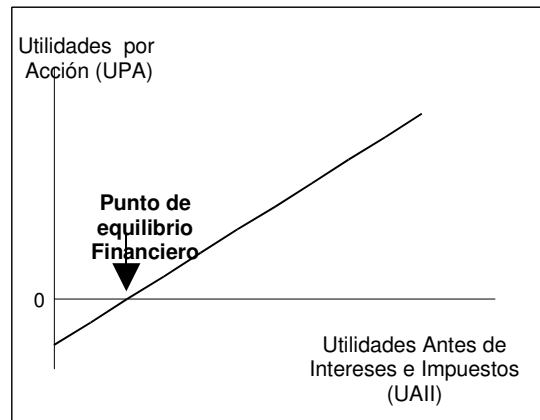 Utilidades por
Acción (UPA)
Punto de
equilibrio
Financiero
0
Utilidades Antes de
Intereses e Impuestos
(UAII)